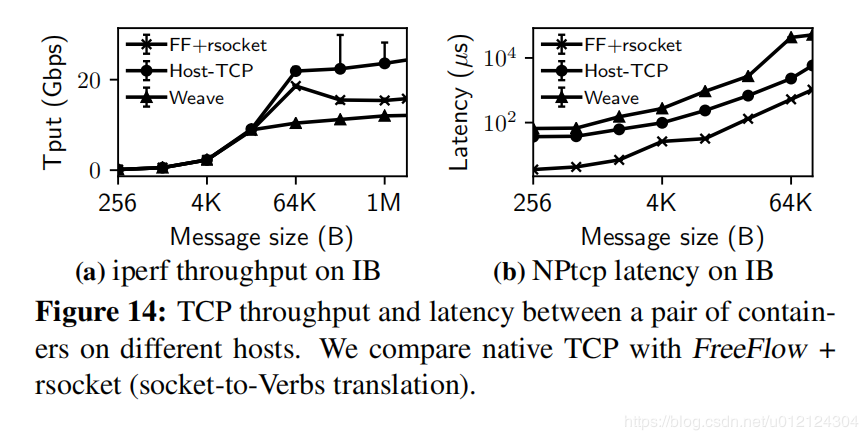 Tput (Gbps)
20
0
FF+rsocket
Host-TCP
Weave
256 4K 64K 1M
Message size (B)
(a) iperf throughput on IB
Latency (μs)
10⁴
10²
FF+rsocket
Host-TCP
Weave
256 4K 64K
Message size (B)
(b) NPtcp latency on IB
Figure 14: TCP throughput and latency between a pair of contain-
ers on different hosts. We compare native TCP with FreeFlow +
rsocket (socket-to-Verbs translation).
https://blog.csdn.net/u012124304